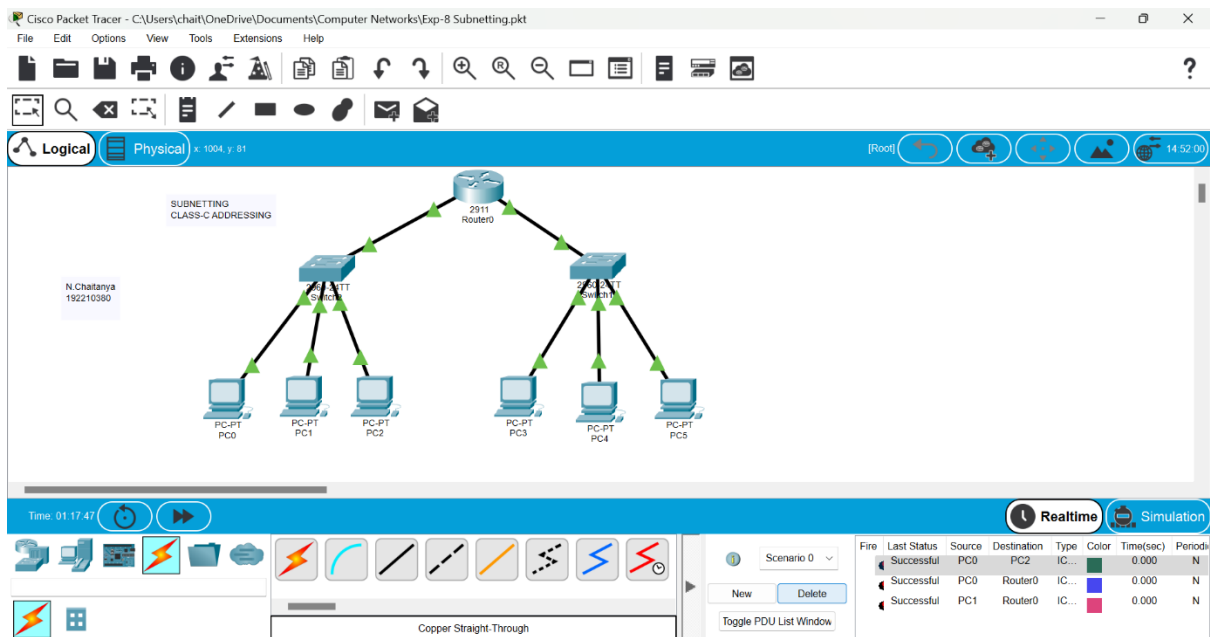 Cisco Packet Tracer - C:\Users\chait\OneDrive\Documents\Computer Networks\Exp-8 Subnetting.pkt
File Edit Options View Tools Extensions Help
Logical
Physical
x: 1004, y: 81
[Root]
14:52:00
SUBNETTING
CLASS-C ADDRESSING
N.Chaitanya
192210380
2911
Router0
24TT
PC-PT
PC0
PC-PT
PC1
PC-PT
PC2
PC-PT
PC3
PC-PT
PC4
PC-PT
PC5
Time: 01:17:47
Realtime
Simulation
Copper Straight-Through
Scenario 0
New
Delete
Toggle PDU List Window
Fire Last Status Source Destination Type Color Time(sec) Periodi
Successful PC0 PC2 IC... 0.000 N
Successful PC0 Router0 IC... 0.000 N
Successful PC1 Router0 IC... 0.000 N